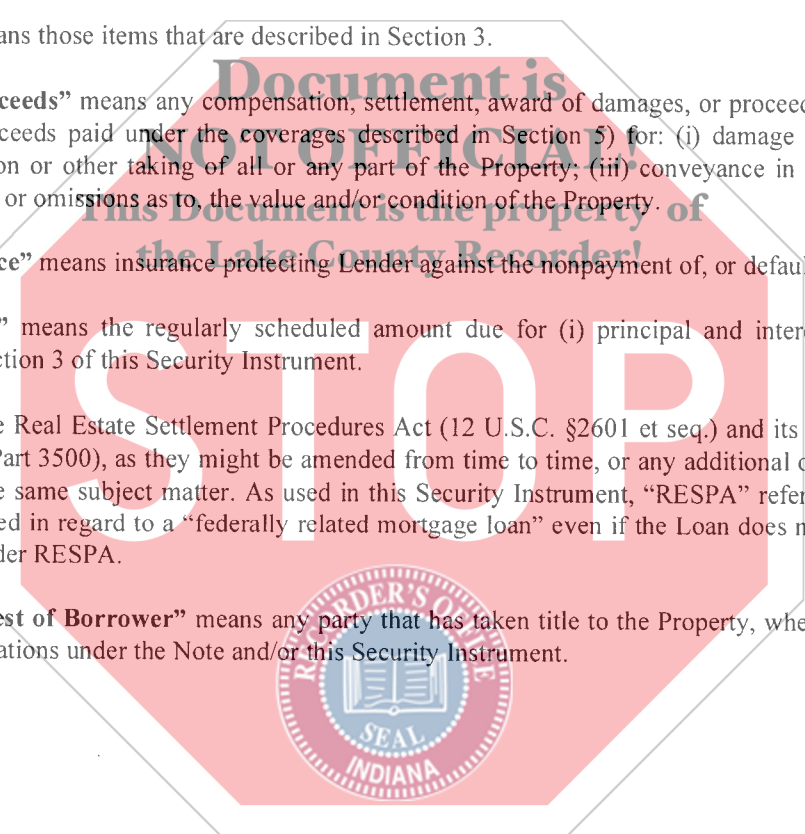 ans those items that are described in Section 3.
Document is
ceeds” means any compensation, settlement, award of damages, or proceed
ceeds paid under the coverages described in Section 5) for: (i) damage
NOT OFFICIAL!
on or other taking of all or any part of the Property; (iii) conveyance in
or omissions as to, the value and/or condition of the Property.
This Document is the property of
the Lake County Recorder!
ce” means insurance protecting Lender against the nonpayment of, or defaul
” means the regularly scheduled amount due for (i) principal and inter
ction 3 of this Security Instrument.
STOP
e Real Estate Settlement Procedures Act (12 U.S.C. §2601 et seq.) and its
Part 3500), as they might be amended from time to time, or any additional o
e same subject matter. As used in this Security Instrument, “RESPA” refer
ed in regard to a “federally related mortgage loan” even if the Loan does n
der RESPA.
est of Borrower” means any party that has taken title to the Property, whe
ations under the Note and/or this Security Instrument.
RECORDER'S OFFICE
SEAL
INDIANA